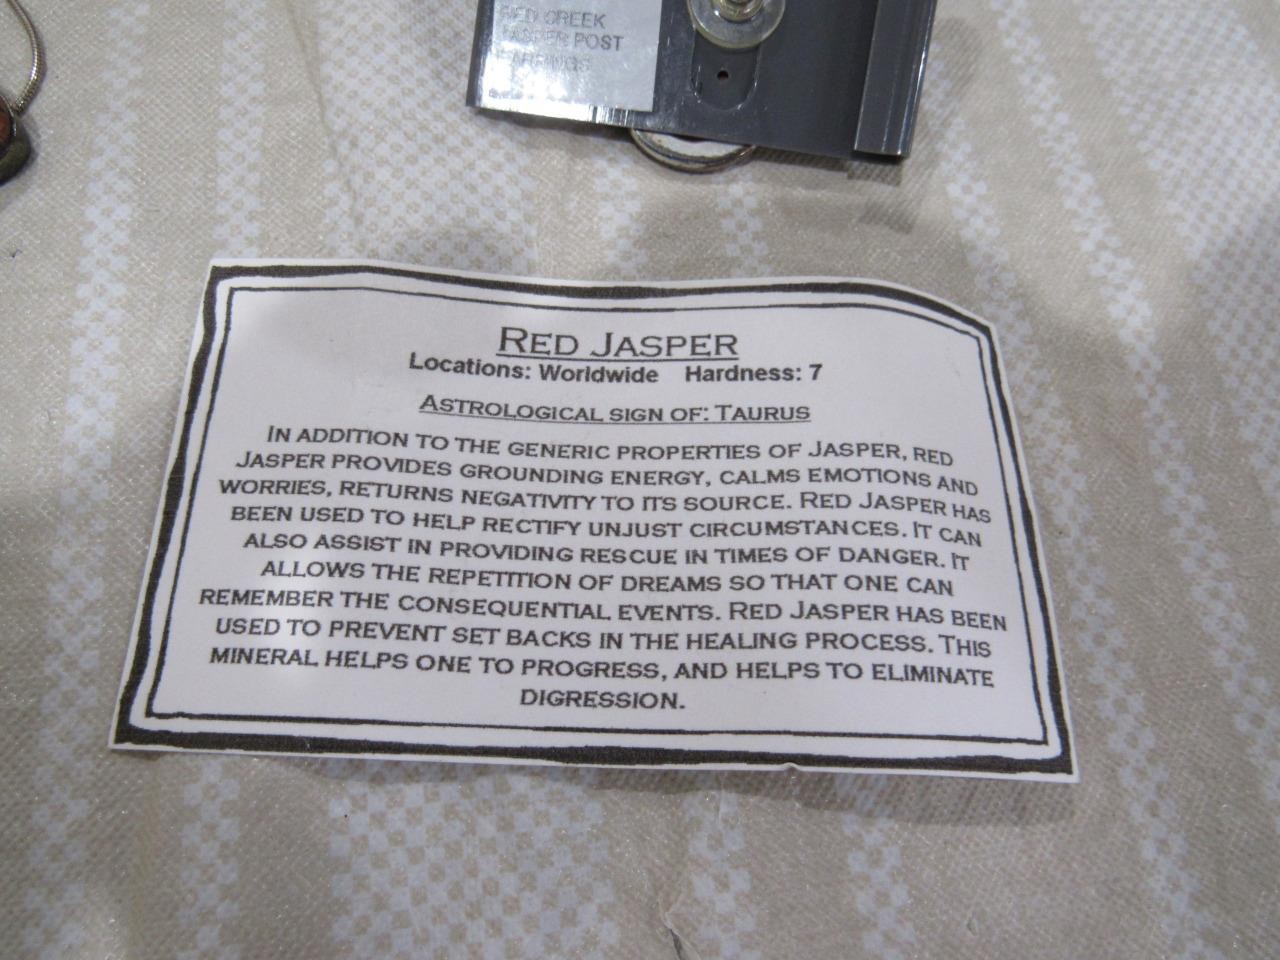 RED CREEK
JASPER POST
EARRINGS
RED JASPER
Locations: Worldwide Hardness: 7
ASTROLOGICAL SIGN OF: TAURUS
IN ADDITION TO THE GENERIC PROPERTIES OF JASPER, RED
JASPER PROVIDES GROUNDING ENERGY, CALMS EMOTIONS AND
WORRIES, RETURNS NEGATIVITY TO ITS SOURCE. RED JASPER HAS
BEEN USED TO HELP RECTIFY UNJUST CIRCUMSTANCES. IT CAN
ALSO ASSIST IN PROVIDING RESCUE IN TIMES OF DANGER. IT
ALLOWS THE REPETITION OF DREAMS SO THAT ONE CAN
REMEMBER THE CONSEQUENTIAL EVENTS. RED JASPER HAS BEEN
USED TO PREVENT SET BACKS IN THE HEALING PROCESS. THIS
MINERAL HELPS ONE TO PROGRESS, AND HELPS TO ELIMINATE
DIGRESSION.